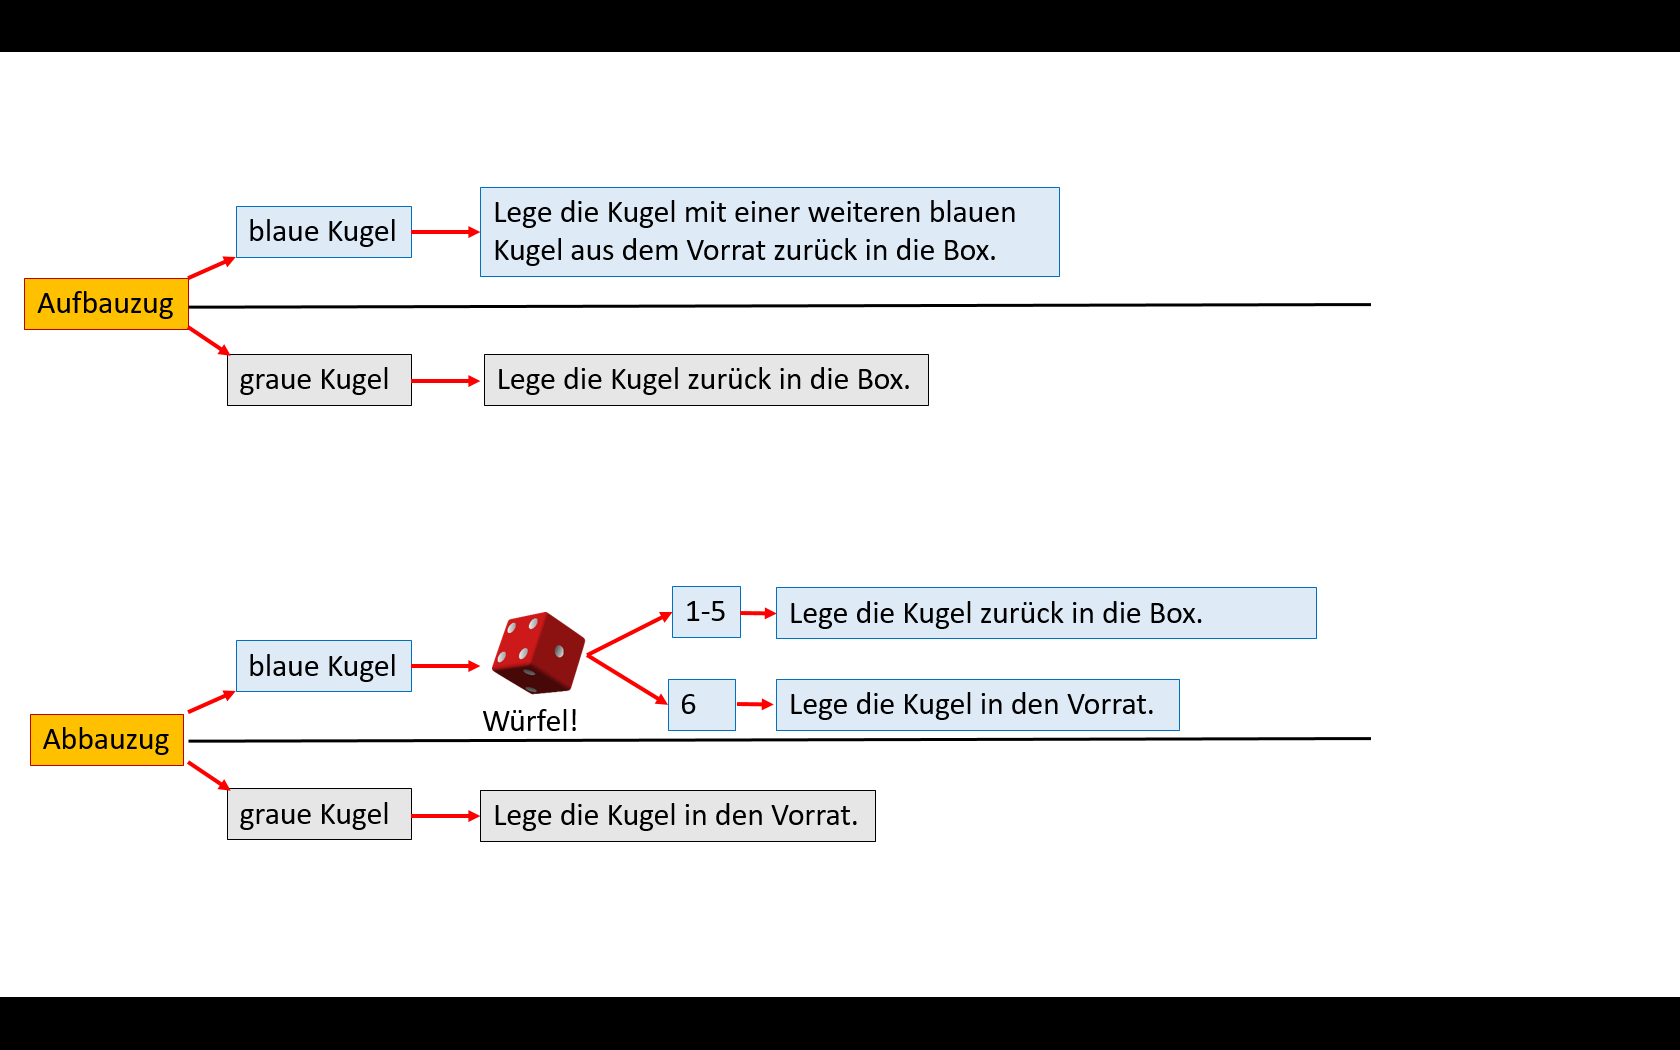 blaue Kugel
Lege die Kugel mit einer weiteren blauen
Kugel aus dem Vorrat zurück in die Box.
Aufbauzug
graue Kugel
Lege die Kugel zurück in die Box.
blaue Kugel
Würfel!
1-5
Lege die Kugel zurück in die Box.
6
Lege die Kugel in den Vorrat.
Abbauzug
graue Kugel
Lege die Kugel in den Vorrat.